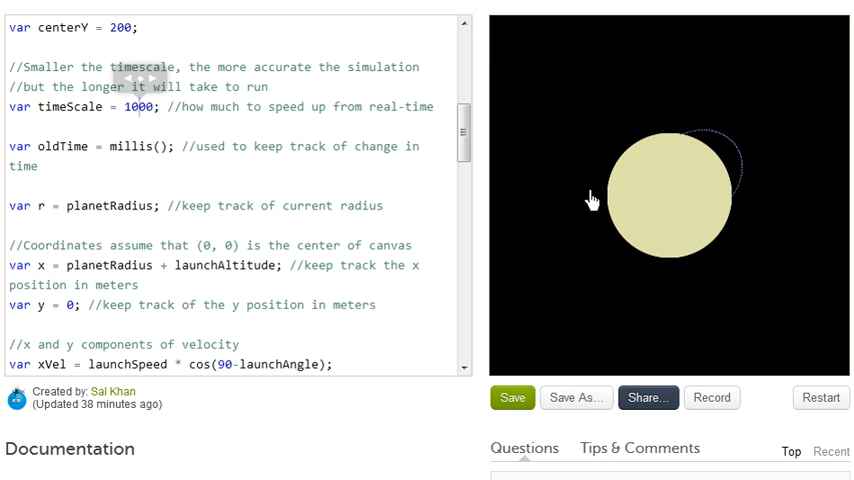 var centerY = 200;
//Smaller the timescale, the more accurate the simulation
//but the longer it will take to run
var timeScale = 1000; //how much to speed up from real-time
var oldTime = millis(); //used to keep track of change in
time
var r = planetRadius; //keep track of current radius
//Coordinates assume that (0, 0) is the center of canvas
var x = planetRadius + launchAltitude; //keep track the x
position in meters
var y = 0; //keep track of the y position in meters
//x and y components of velocity
var xVel = launchSpeed * cos(90-launchAngle);
Created by: Sal Khan
(Updated 38 minutes ago)
Save
Save As...
Share...
Record
Restart
Documentation
Questions
Tips & Comments
Top
Recent